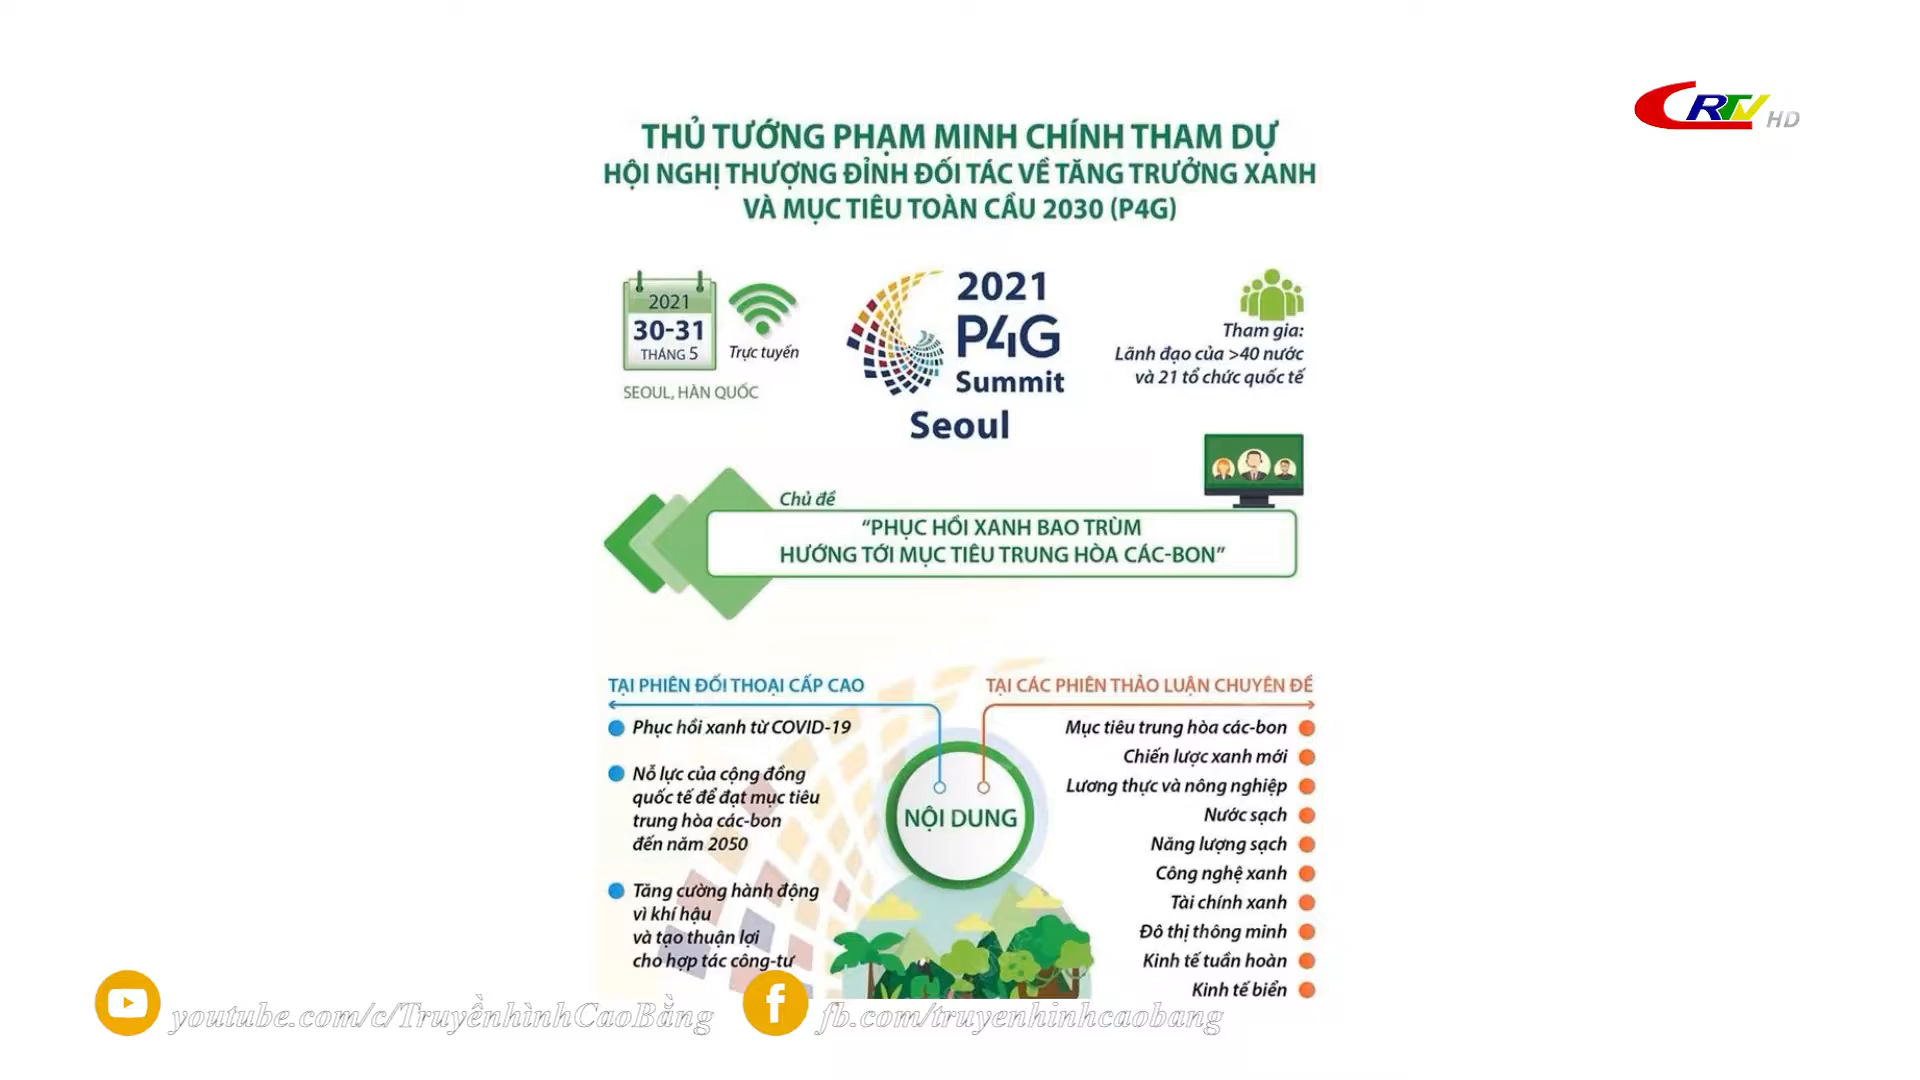 CRTV HD
THỦ TƯỚNG PHẠM MINH CHÍNH THAM DỰ
HỘI NGHỊ THƯỢNG ĐỈNH ĐỐI TÁC VỀ TĂNG TRƯỞNG XANH
VÀ MỤC TIÊU TOÀN CẦU 2030 (P4G)
2021
30-31
THÁNG 5
Trực tuyến
SEOUL, HÀN QUỐC
2021
P4G
Summit
Seoul
Tham gia:
Lãnh đạo của >40 nước
và 21 tổ chức quốc tế
Chủ đề
“PHỤC HỒI XANH BAO TRÙM
HƯỚNG TỚI MỤC TIÊU TRUNG HÒA CÁC-BON”
TẠI PHIÊN ĐỐI THOẠI CẤP CAO
Phục hồi xanh từ COVID-19
Nỗ lực của cộng đồng
quốc tế để đạt mục tiêu
trung hòa các-bon
đến năm 2050
Tăng cường hành động
vì khí hậu
và tạo thuận lợi
cho hợp tác công-tư
NỘI DUNG
TẠI CÁC PHIÊN THẢO LUẬN CHUYÊN ĐỀ
Mục tiêu trung hòa các-bon
Chiến lược xanh mới
Lương thực và nông nghiệp
Nước sạch
Năng lượng sạch
Công nghệ xanh
Tài chính xanh
Đô thị thông minh
Kinh tế tuần hoàn
Kinh tế biển
youtube.com/c/TruyềnhìnhCaoBằng
fb.com/truyenhinhcaobang